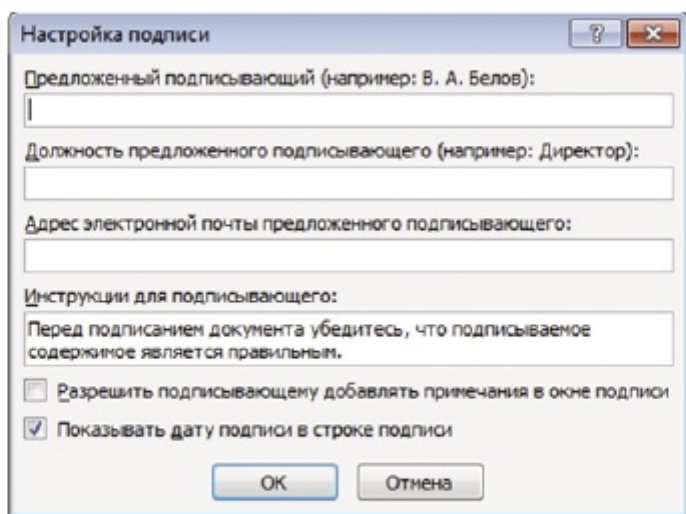 Настройка подписи
Предложенный подписывающий (например: В. А. Белов):
Должность предложенного подписывающего (например: Директор):
Адрес электронной почты предложенного подписывающего:
Инструкции для подписывающего:
Перед подписанием документа убедитесь, что подписываемое
содержимое является правильным.
Разрешить подписывающему добавлять примечания в окне подписи
Показывать дату подписи в строке подписи
ОК Отмена